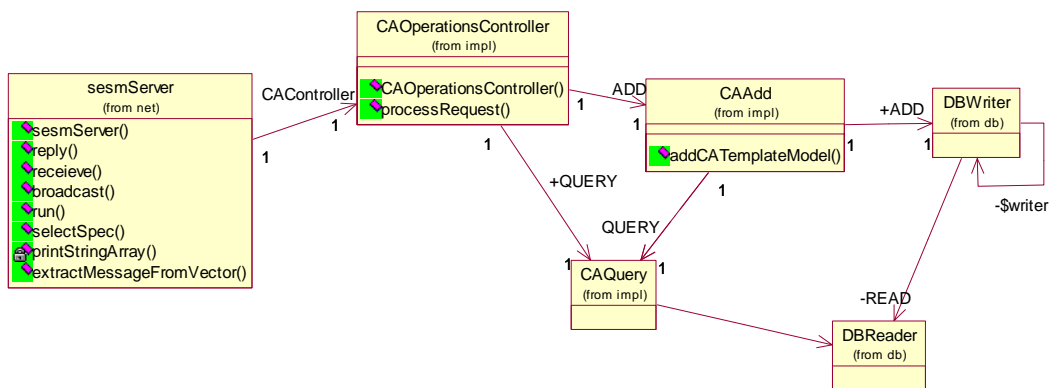 CAOperationsController
(from impl)
CAOperationsController()
processRequest()
sesmServer
(from net)
sesmServer()
reply()
receieve()
broadcast()
run()
selectSpec()
printStringArray()
extractMessageFromVector()
CAController
1
1
ADD
1
1
CAAdd
(from impl)
addCATemplateModel()
+ADD
1
1
DBWriter
(from db)
-$writer
1
+QUERY
1
QUERY
1
1
CAQuery
(from impl)
-READ
DBReader
(from db)